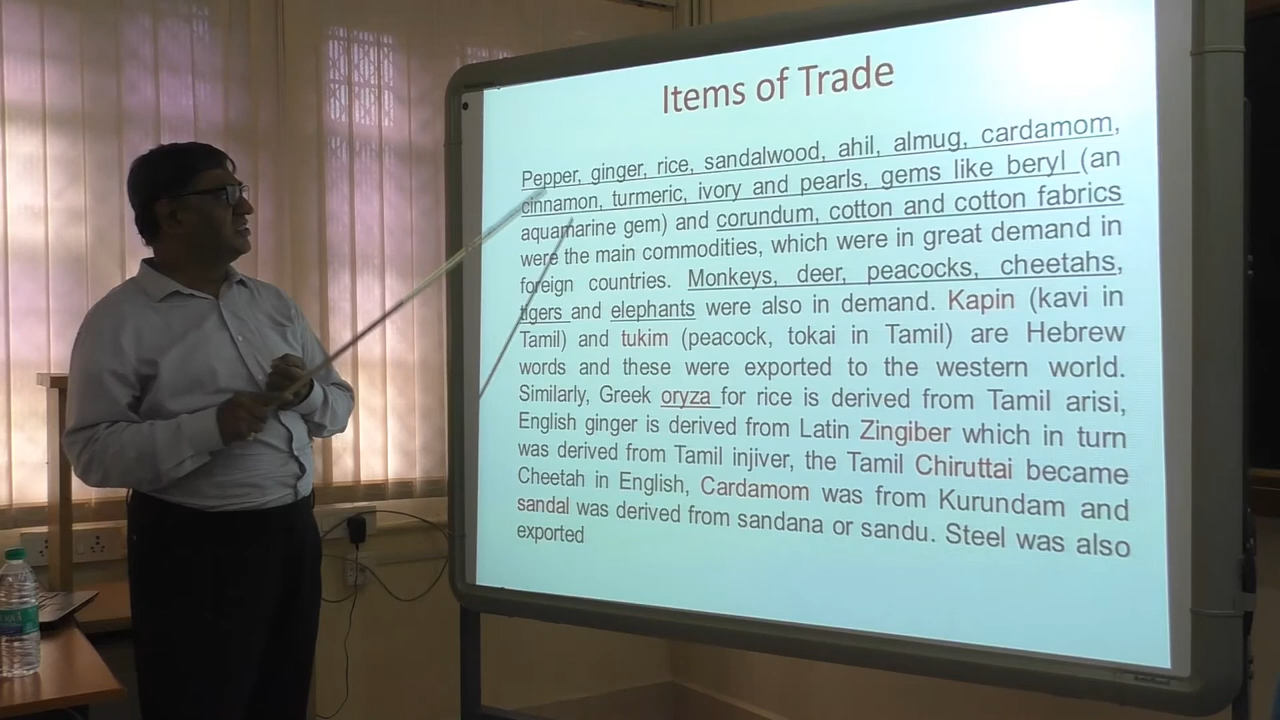 Items of Trade
Pepper, ginger, rice, sandalwood, ahil, almug, cardamom,
cinnamon, turmeric, ivory and pearls, gems like beryl (an
aquamarine gem) and corundum, cotton and cotton fabrics
were the main commodities, which were in great demand in
foreign countries. Monkeys, deer, peacocks, cheetahs,
tigers and elephants were also in demand. Kapin (kavi in
Tamil) and tukim (peacock, tokai in Tamil) are Hebrew
words and these were exported to the western world.
Similarly, Greek oryza for rice is derived from Tamil arisi,
English ginger is derived from Latin Zingiber which in turn
was derived from Tamil injiver, the Tamil Chiruttai became
Cheetah in English, Cardamom was from Kurundam and
sandal was derived from sandana or sandu. Steel was also
exported